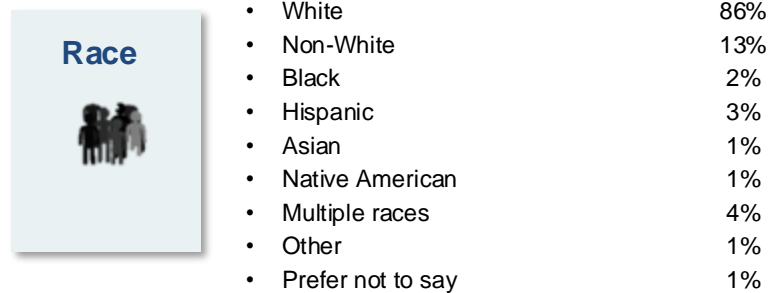 Race
• White 86%
• Non-White 13%
• Black 2%
• Hispanic 3%
• Asian 1%
• Native American 1%
• Multiple races 4%
• Other 1%
• Prefer not to say 1%